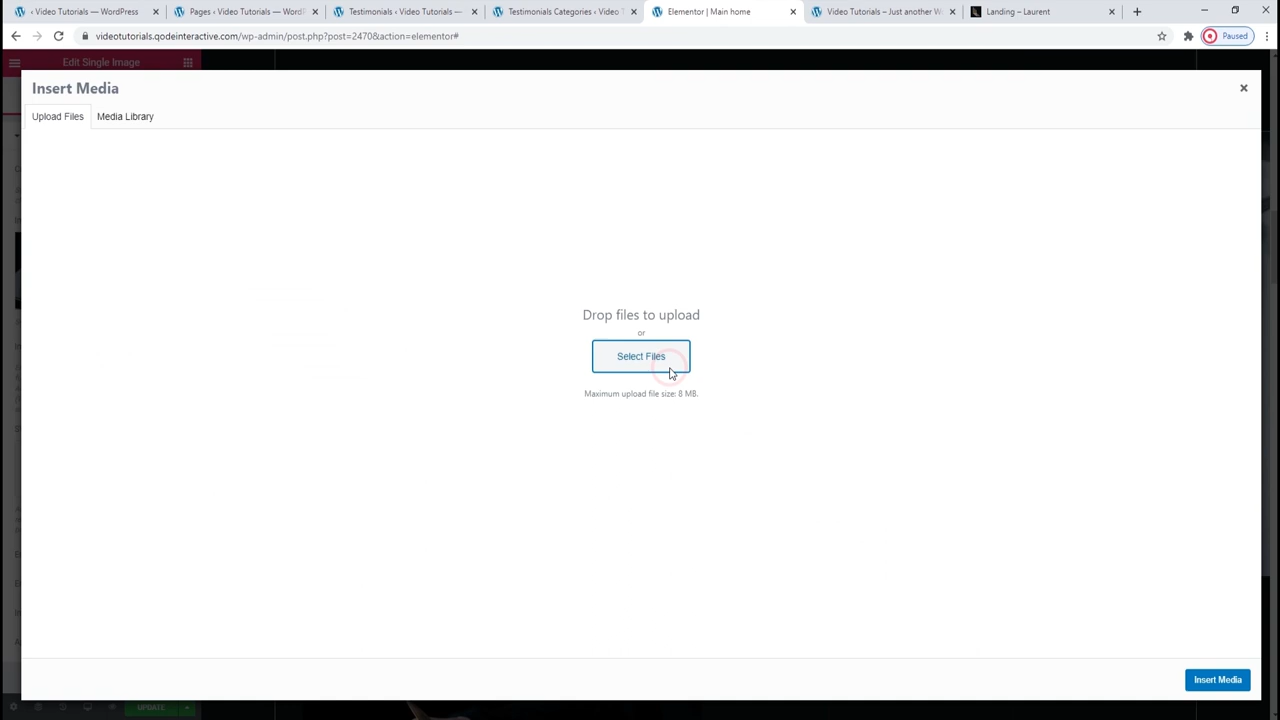 ‹ Video Tutorials — WordPress
Pages ‹ Video Tutorials — WordP
Testimonials ‹ Video Tutorials —
Testimonials Categories ‹ Video T
Elementor | Main home
Video Tutorials – Just another W
Landing – Laurent
videotutorials.qodeinteractive.com/wp-admin/post.php?post=2470&action=elementor#
Paused
Edit Single Image
Insert Media
Upload Files
Media Library
Drop files to upload
or
Select Files
Maximum upload file size: 8 MB.
Insert Media
UPDATE